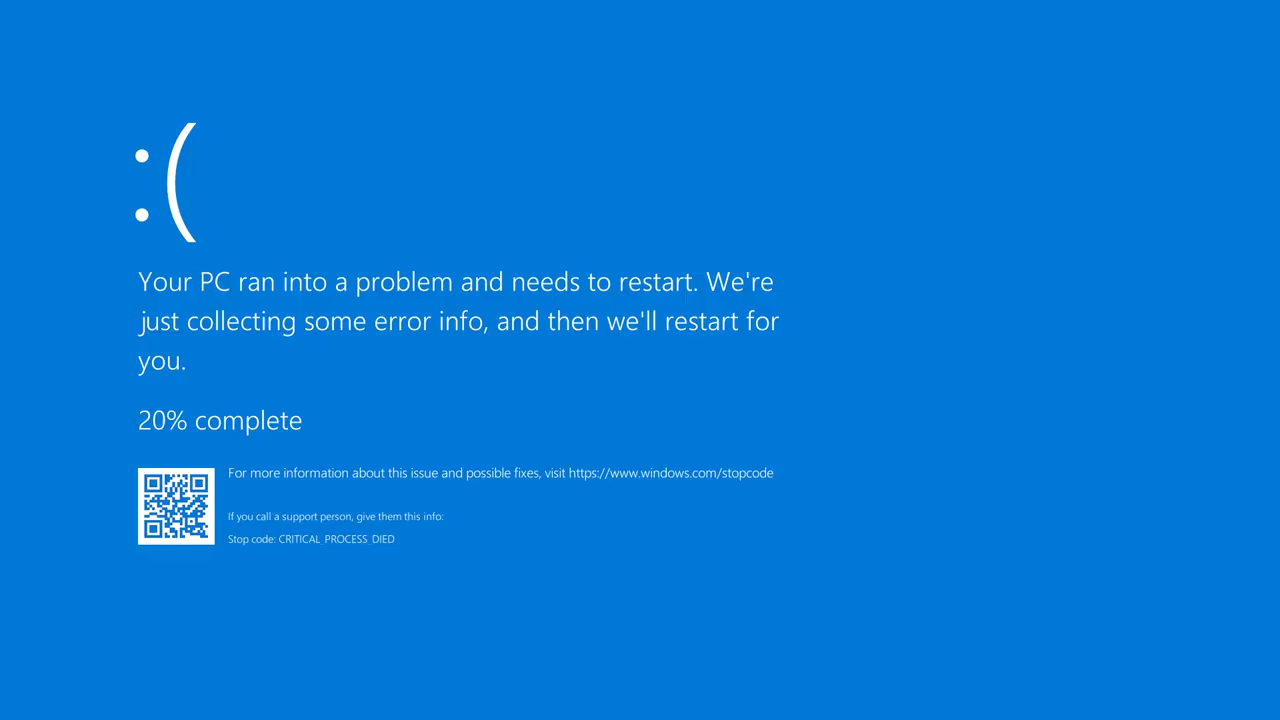 :(
Your PC ran into a problem and needs to restart. We're
just collecting some error info, and then we'll restart for
you.
20% complete
For more information about this issue and possible fixes, visit https://www.windows.com/stopcode
If you call a support person, give them this info:
Stop code: CRITICAL_PROCESS_DIED